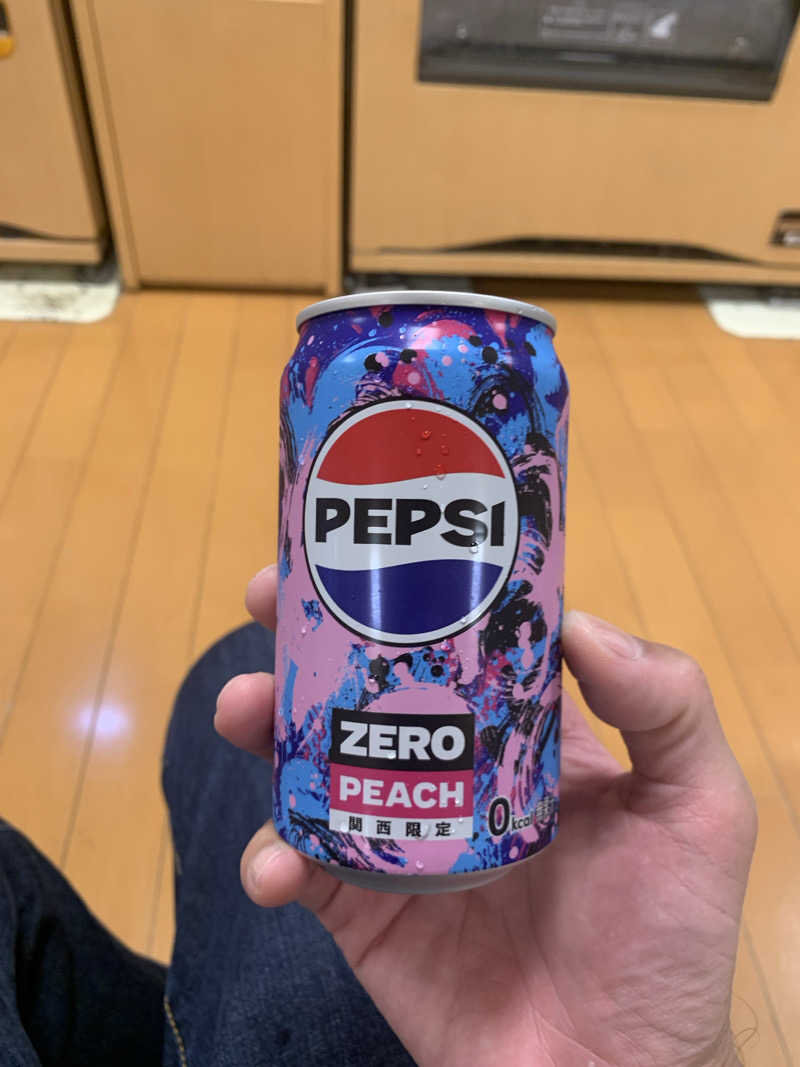 PEPSI
ZERO
PEACH
関西限定
0kcal